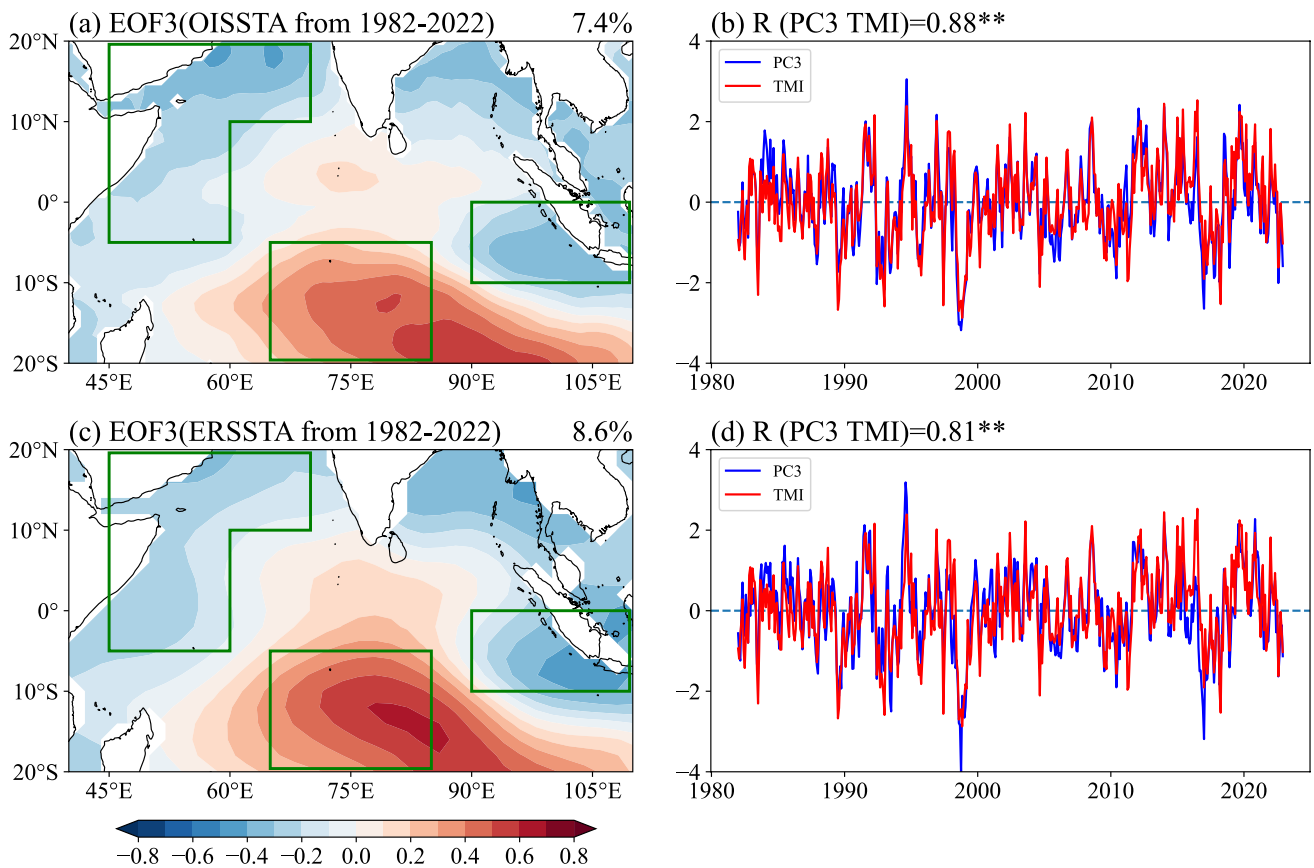 (a) EOF3(OISSTA from 1982-2022) 7.4%
20°N
10°N
0°
10°S
20°S
45°E 60°E 75°E 90°E 105°E
(b) R (PC3 TMI)=0.88**
PC3
TMI
4
2
0
−2
−4
1980 1990 2000 2010 2020
(c) EOF3(ERSSTA from 1982-2022) 8.6%
20°N
10°N
0°
10°S
20°S
45°E 60°E 75°E 90°E 105°E
(d) R (PC3 TMI)=0.81**
PC3
TMI
4
2
0
−2
−4
1980 1990 2000 2010 2020
−0.8 −0.6 −0.4 −0.2 0.0 0.2 0.4 0.6 0.8